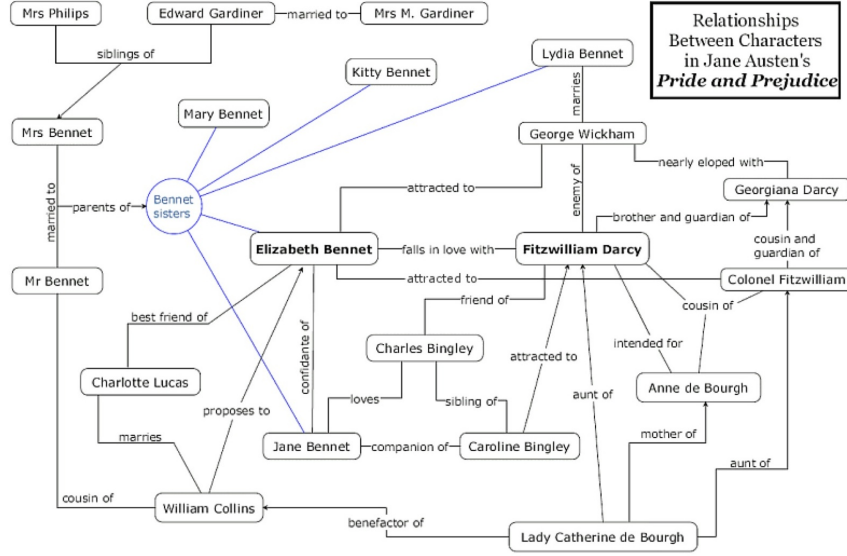 Mrs Philips
Edward Gardiner
married to
Mrs M. Gardiner
Relationships
Between Characters
in Jane Austen's
Pride and Prejudice
siblings of
Lydia Bennet
Kitty Bennet
marries
Mary Bennet
Mrs Bennet
George Wickham
nearly eloped with
married to
parents of
Bennet
sisters
attracted to
enemy of
Georgiana Darcy
brother and guardian of
Elizabeth Bennet
falls in love with
Fitzwilliam Darcy
cousin and
guardian of
Mr Bennet
attracted to
Colonel Fitzwilliam
friend of
cousin of
best friend of
confidante of
Charles Bingley
attracted to
intended for
Charlotte Lucas
proposes to
loves
sibling of
aunt of
Anne de Bourgh
marries
Jane Bennet
companion of
Caroline Bingley
mother of
aunt of
cousin of
William Collins
benefactor of
Lady Catherine de Bourgh